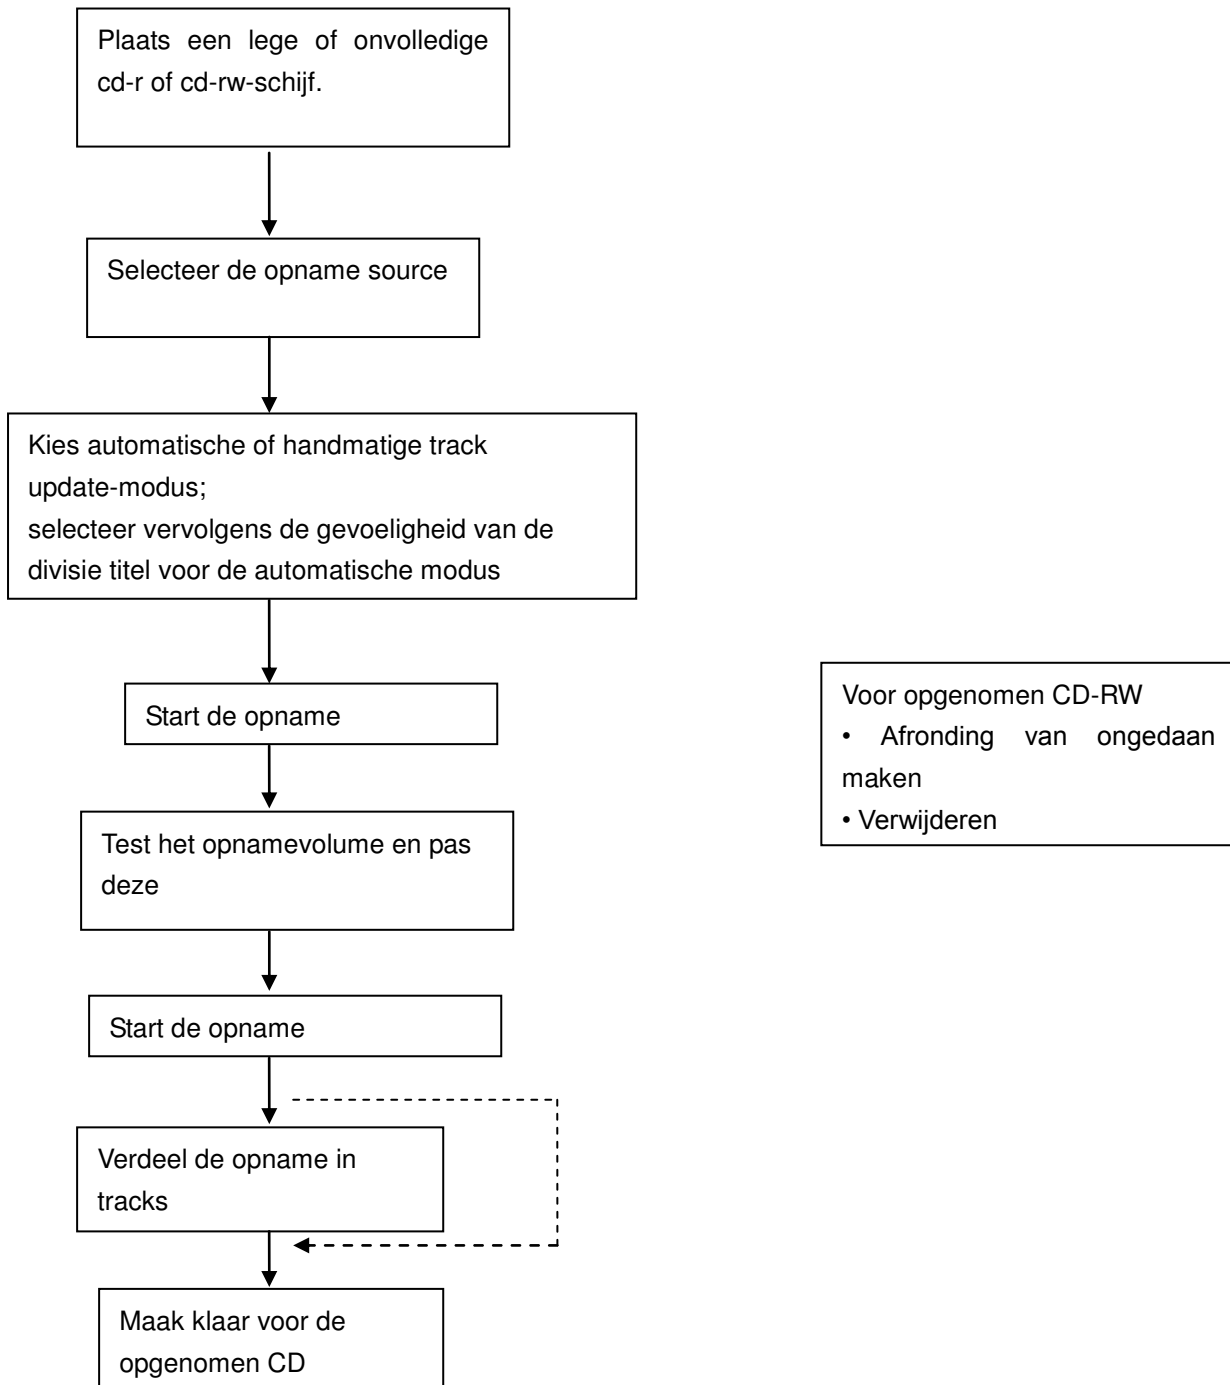 Plaats een lege of onvolledige
cd-r of cd-rw-schijf.
Selecteer de opname source
Kies automatische of handmatige track
update-modus;
selecteer vervolgens de gevoeligheid van de
divisie titel voor de automatische modus
Start de opname
Voor opgenomen CD-RW
• Afronding van ongedaan
maken
• Verwijderen
Test het opnamevolume en pas
deze
Start de opname
Verdeel de opname in
tracks
Maak klaar voor de
opgenomen CD